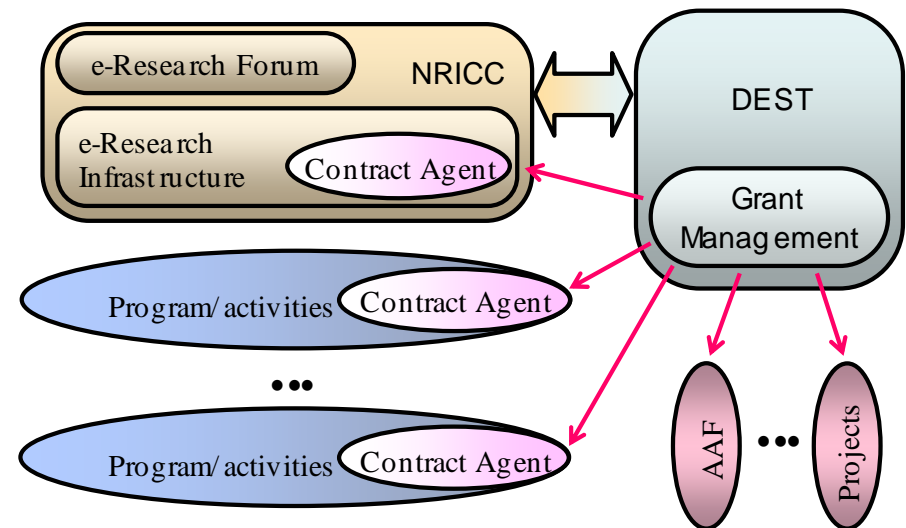 e-Research Forum
NRICC
e-Research
Infrastructure
Contract Agent
DEST
Grant
Management
Program/activities
Contract Agent
Program/activities
Contract Agent
AAF
Projects